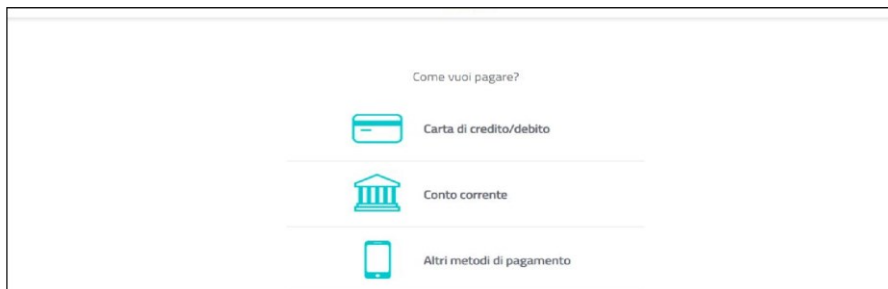 Come vuoi pagare?
Carta di credito/debito
Conto corrente
Altri metodi di pagamento